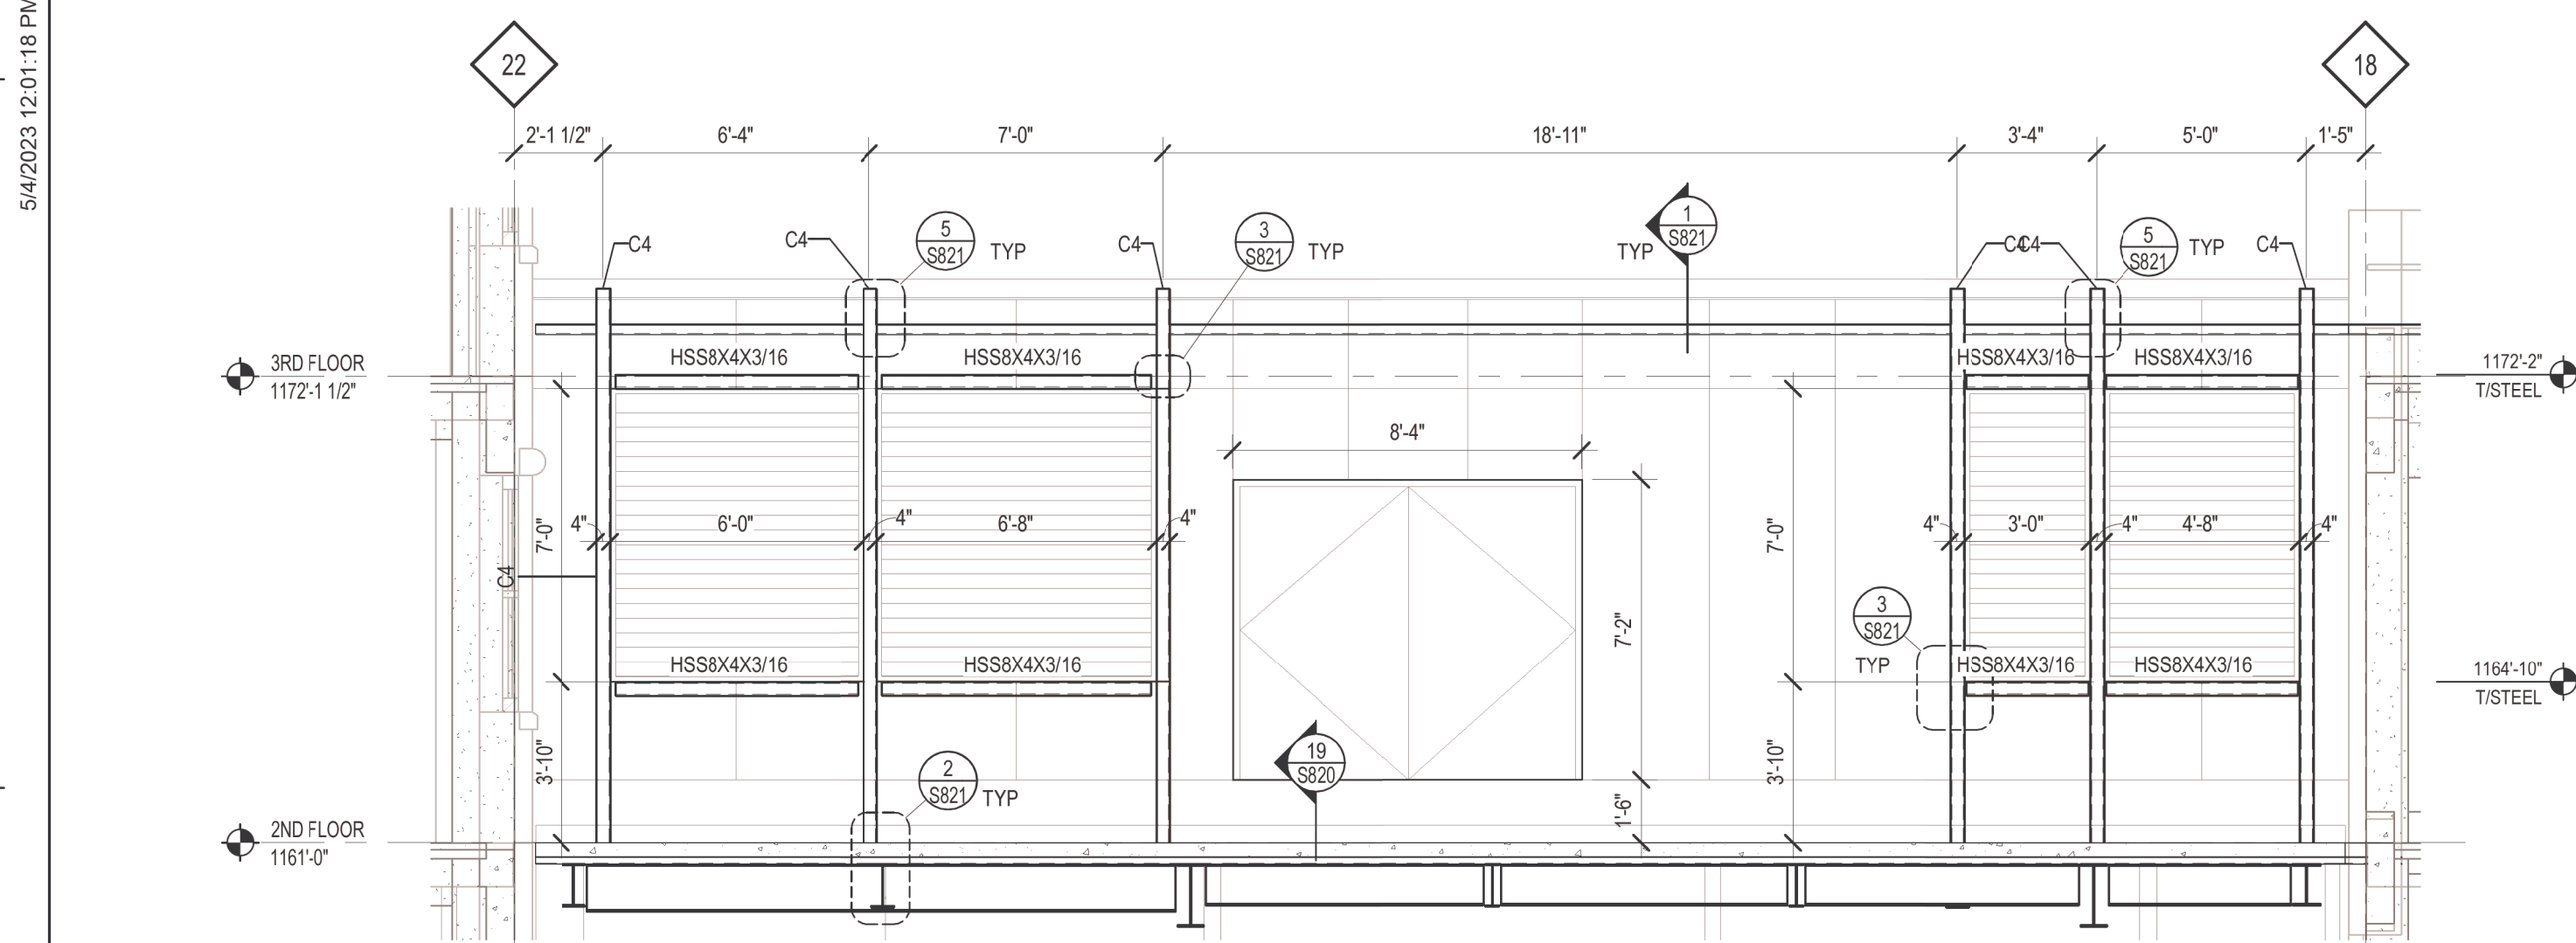 5/4/2023 12:01:18 PM
22
18
2'-1 1/2"
6'-4"
7'-0"
18'-11"
3'-4"
5'-0"
1'-5"
C4
C4
5
S821
TYP
C4
3
S821
TYP
TYP
1
S821
C4
C4
5
S821
TYP
C4
3RD FLOOR
1172'-1 1/2"
HSS8X4X3/16
HSS8X4X3/16
HSS8X4X3/16
HSS8X4X3/16
1172'-2"
T/STEEL
8'-4"
7'-0"
4"
6'-0"
4"
6'-8"
4"
7'-0"
4"
3'-0"
4"
4'-8"
4"
C4
7'-2"
3
S821
TYP
HSS8X4X3/16
HSS8X4X3/16
HSS8X4X3/16
HSS8X4X3/16
1164'-10"
T/STEEL
3'-10"
2
S821
TYP
19
S820
1'-6"
3'-10"
2ND FLOOR
1161'-0"